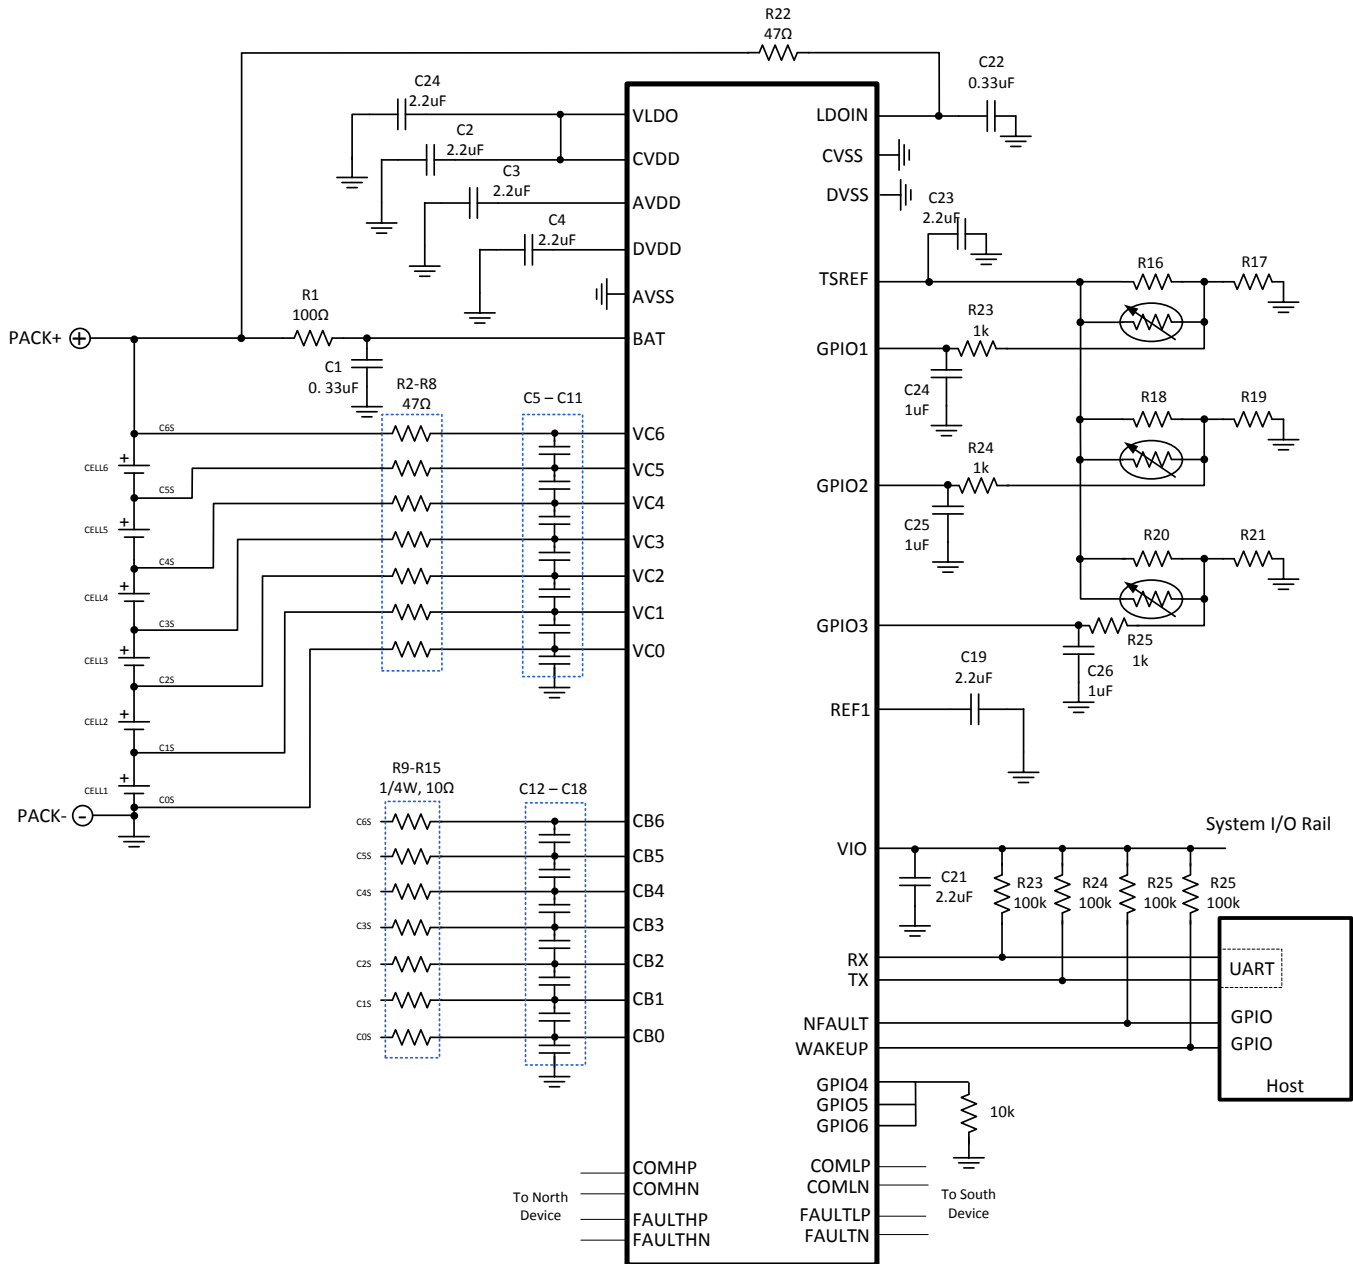 R22
47Ω
C24
2.2uF
C2
2.2uF
C3
2.2uF
C4
2.2uF
VLDO
CVDD
AVDD
DVDD
AVSS
BAT
R1
100Ω
PACK+
C1
0. 33uF
R2-R8
47Ω
C5 – C11
C6S
VC6
CELL6
C5S
VC5
CELL5
C4S
VC4
CELL4
C3S
VC3
CELL3
C2S
VC2
CELL2
C1S
VC1
CELL1
C0S
VC0
PACK-
R9-R15
1/4W, 10Ω
C12 – C18
C6S
CB6
C5S
CB5
C4S
CB4
C3S
CB3
C2S
CB2
C1S
CB1
C0S
CB0
To North
Device
COMHP
COMHN
FAULTHP
FAULTHN
LDOIN
C22
0.33uF
CVSS
DVSS
C23
2.2uF
TSREF
R16
R17
R23
1k
GPIO1
C24
1uF
R18
R19
R24
1k
GPIO2
C25
1uF
R20
R21
GPIO3
R25
1k
C26
1uF
C19
2.2uF
REF1
System I/O Rail
VIO
C21
2.2uF
R23
100k
R24
100k
R25
100k
R25
100k
RX
TX
UART
NFAULT
GPIO
WAKEUP
GPIO
Host
GPIO4
GPIO5
GPIO6
10k
COMLP
COMLN
FAULTLP
FAULTN
To South
Device
+
+
+
+
+
+